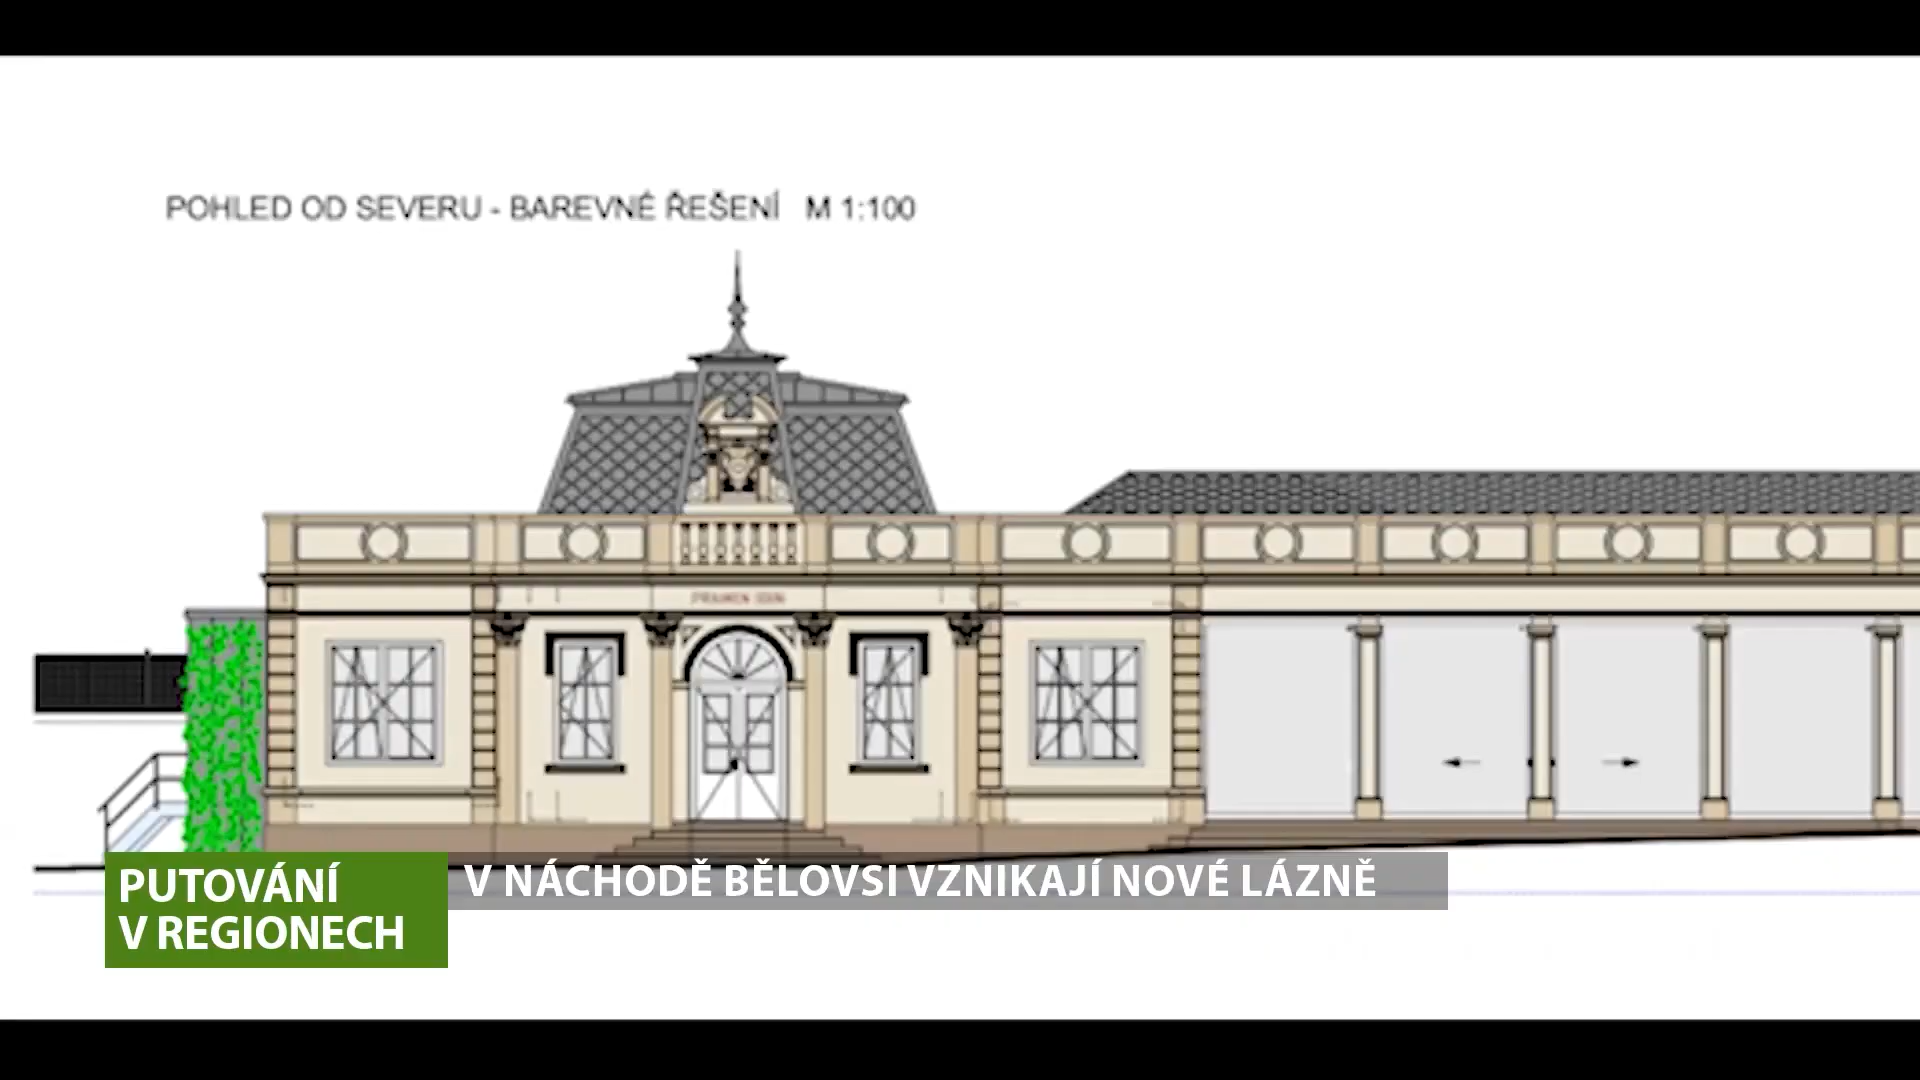 POHLED OD SEVERU - BAREVNÉ ŘEŠENÍ M 1:100
PUTOVÁNÍ
V REGIONECH
V NÁCHODĚ BĚLOVSI VZNIKAJÍ NOVÉ LÁZNĚ